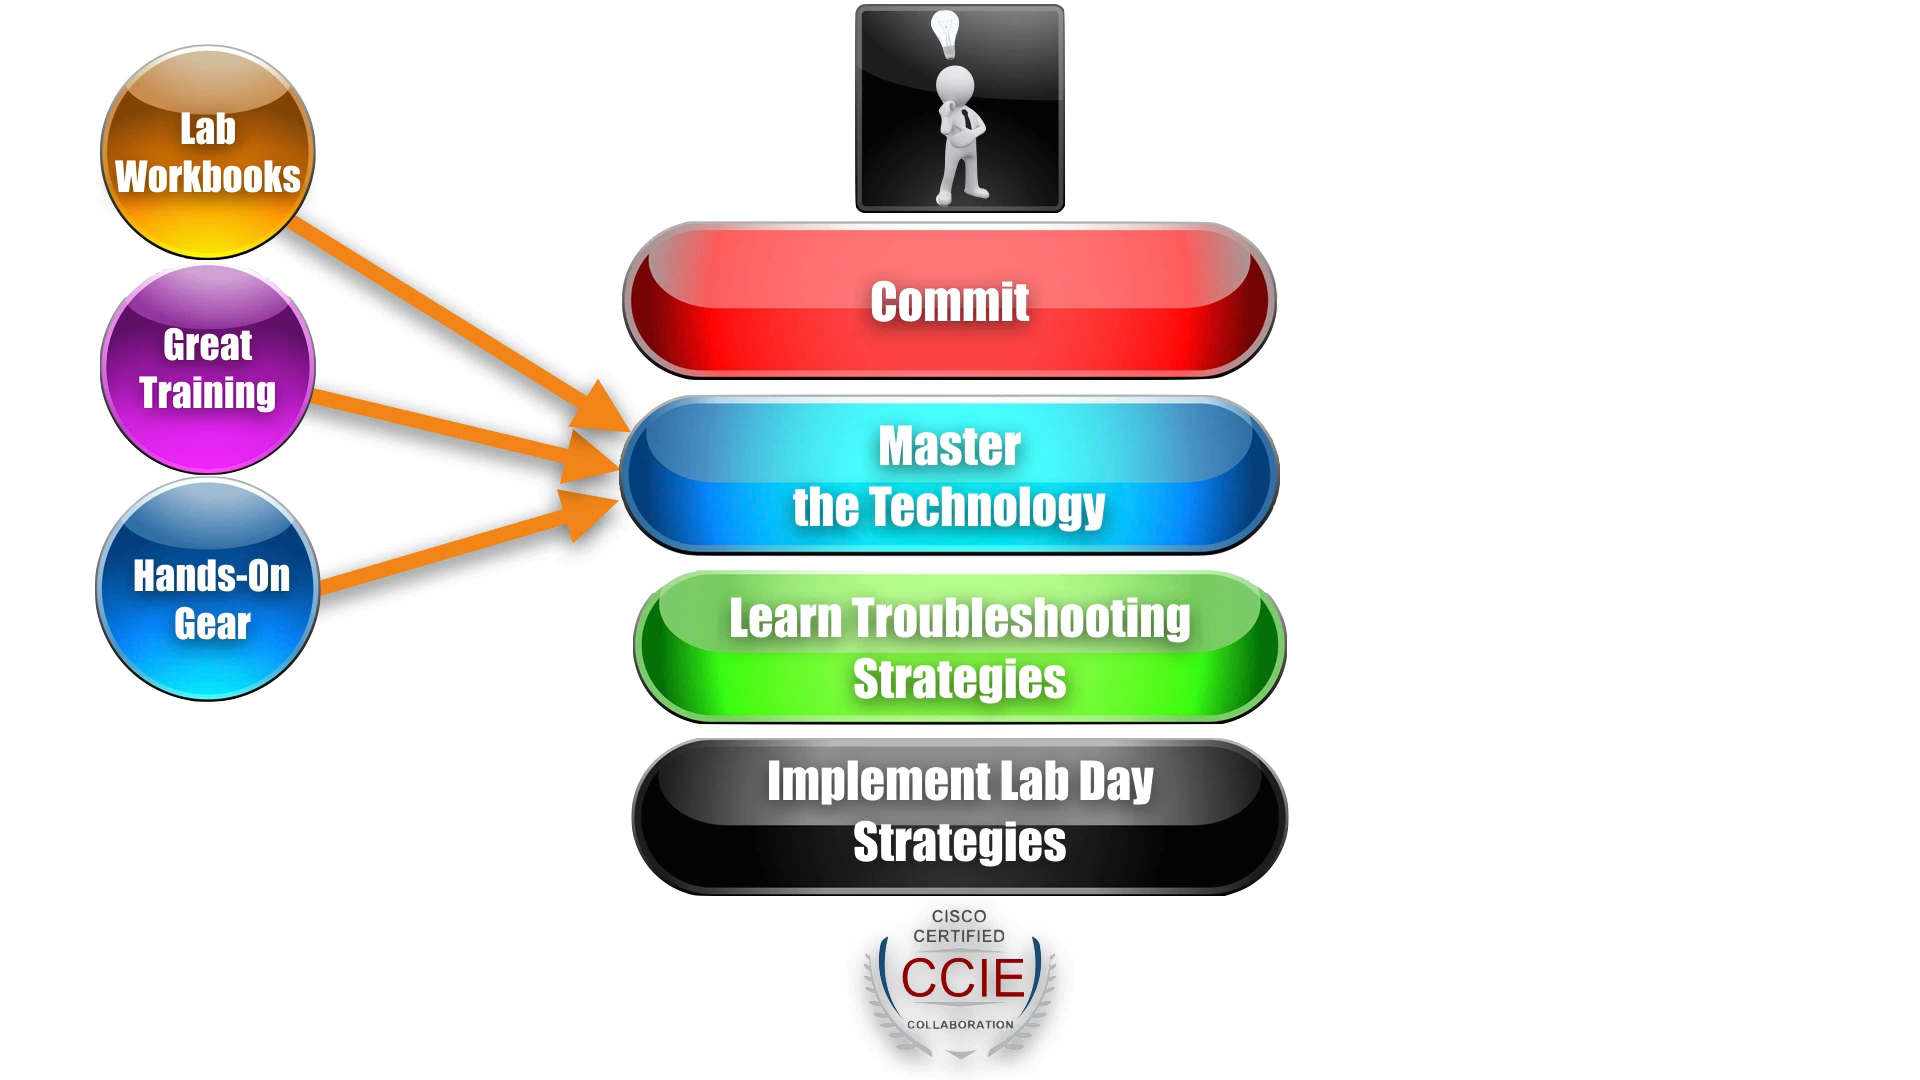 Lab
Workbooks
Great
Training
Hands-On
Gear
Commit
Master
the Technology
Learn Troubleshooting
Strategies
Implement Lab Day
Strategies
CISCO
CERTIFIED
CCIE
COLLABORATION